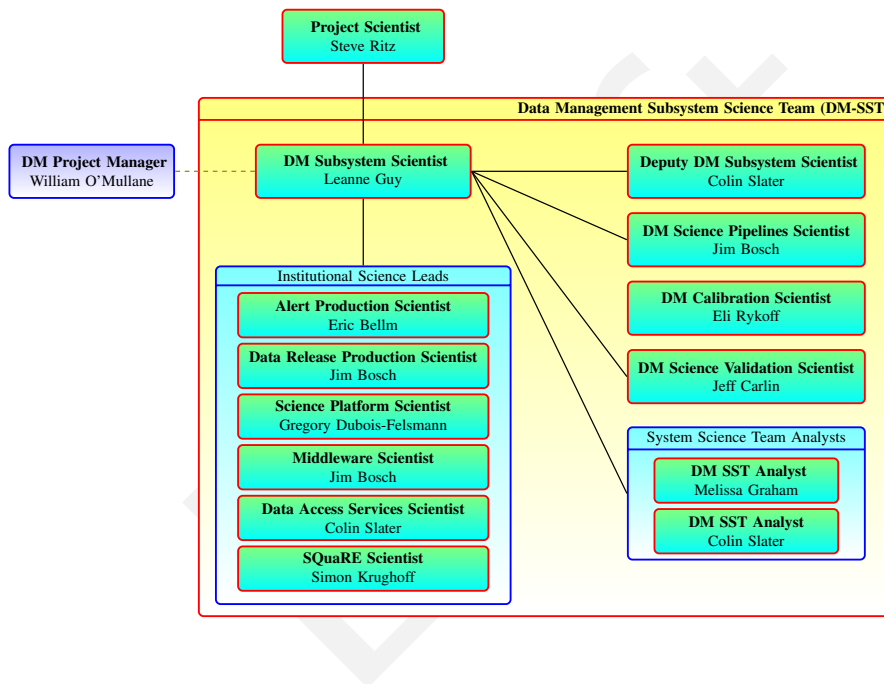 Project Scientist
Steve Ritz
Data Management Subsystem Science Team (DM-SST
DM Project Manager
William O'Mullane
DM Subsystem Scientist
Leanne Guy
Deputy DM Subsystem Scientist
Colin Slater
DM Science Pipelines Scientist
Jim Bosch
DM Calibration Scientist
Eli Rykoff
DM Science Validation Scientist
Jeff Carlin
Institutional Science Leads
Alert Production Scientist
Eric Bellm
Data Release Production Scientist
Jim Bosch
Science Platform Scientist
Gregory Dubois-Felsmann
Middleware Scientist
Jim Bosch
Data Access Services Scientist
Colin Slater
SQuaRE Scientist
Simon Krughoff
System Science Team Analysts
DM SST Analyst
Melissa Graham
DM SST Analyst
Colin Slater